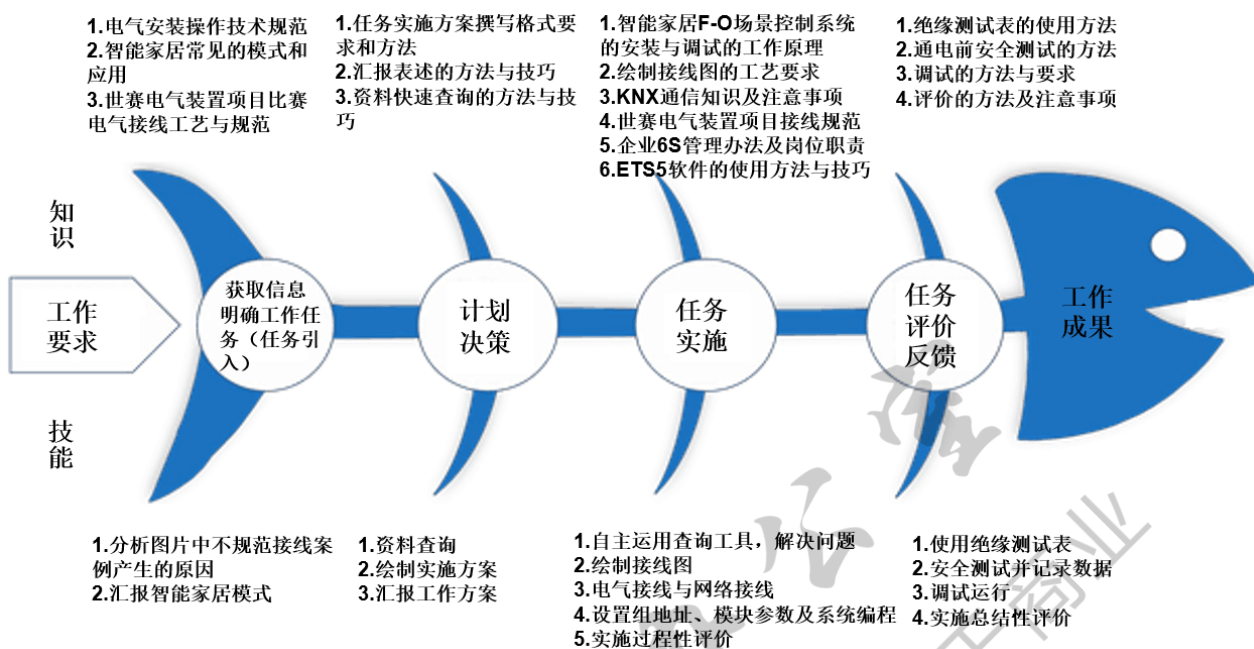 1.电气安装操作技术规范
2.智能家居常见的模式和
应用
3.世赛电气装置项目比赛
电气接线工艺与规范
1.任务实施方案撰写格式要
求和方法
2.汇报表述的方法与技巧
3.资料快速查询的方法与技
巧
1.智能家居F-O场景控制系统
的安装与调试的工作原理
2.绘制接线图的工艺要求
3.KNX通信知识及注意事项
4.世赛电气装置项目接线规范
5.企业6S管理办法及岗位职责
6.ETS5软件的使用方法与技巧
1.绝缘测试表的使用方法
2.通电前安全测试的方法
3.调试的方法与要求
4.评价的方法及注意事项
知
识
工作
要求
获取信息
明确工作任
务（任务引
入）
计划
决策
任务
实施
任务
评价
反馈
工作
成果
技
能
1.分析图片中不规范接线案
例产生的原因
2.汇报智能家居模式
1.资料查询
2.绘制实施方案
3.汇报工作方案
1.自主运用查询工具，解决问题
2.绘制接线图
3.电气接线与网络接线
4.设置组地址、模块参数及系统编程
5.实施过程性评价
1.使用绝缘测试表
2.安全测试并记录数据
3.调试运行
4.实施总结性评价
于商业